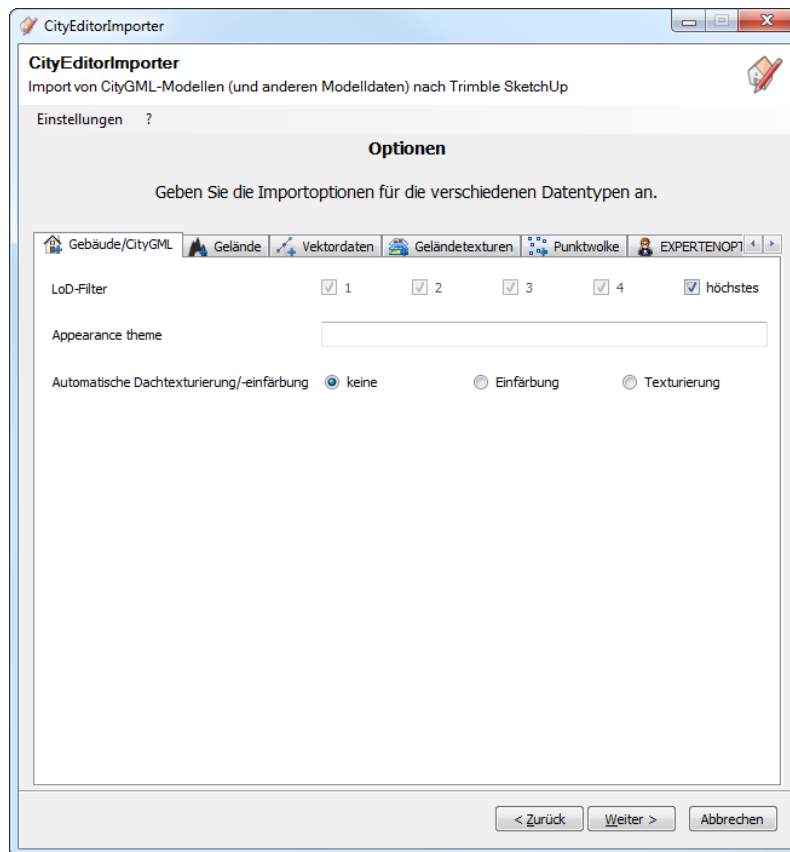 CityEditorImporter
CityEditorImporter
Import von CityGML-Modellen (und anderen Modelldaten) nach Trimble SketchUp
Einstellungen ?
Optionen
Geben Sie die Importoptionen für die verschiedenen Datentypen an.
Gebäude/CityGML Gelände Vektordaten Geländetexturen Punktwolke EXPERTENOPT
LoD-Filter 1 2 3 4 höchstes
Appearance theme
Automatische Dachtexturierung/-einfärbung keine Einfärbung Texturierung
< Zurück Weiter > Abbrechen